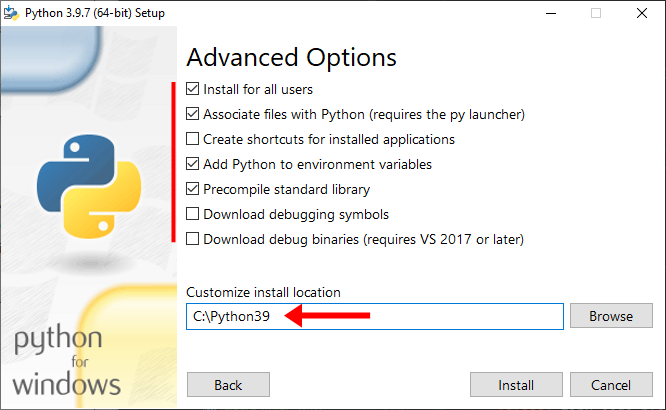 Python 3.9.7 (64-bit) Setup
Advanced Options
Install for all users
Associate files with Python (requires the py launcher)
Create shortcuts for installed applications
Add Python to environment variables
Precompile standard library
Download debugging symbols
Download debug binaries (requires VS 2017 or later)
Customize install location
C:\Python39
Browse
python
for
windows
Back
Install
Cancel